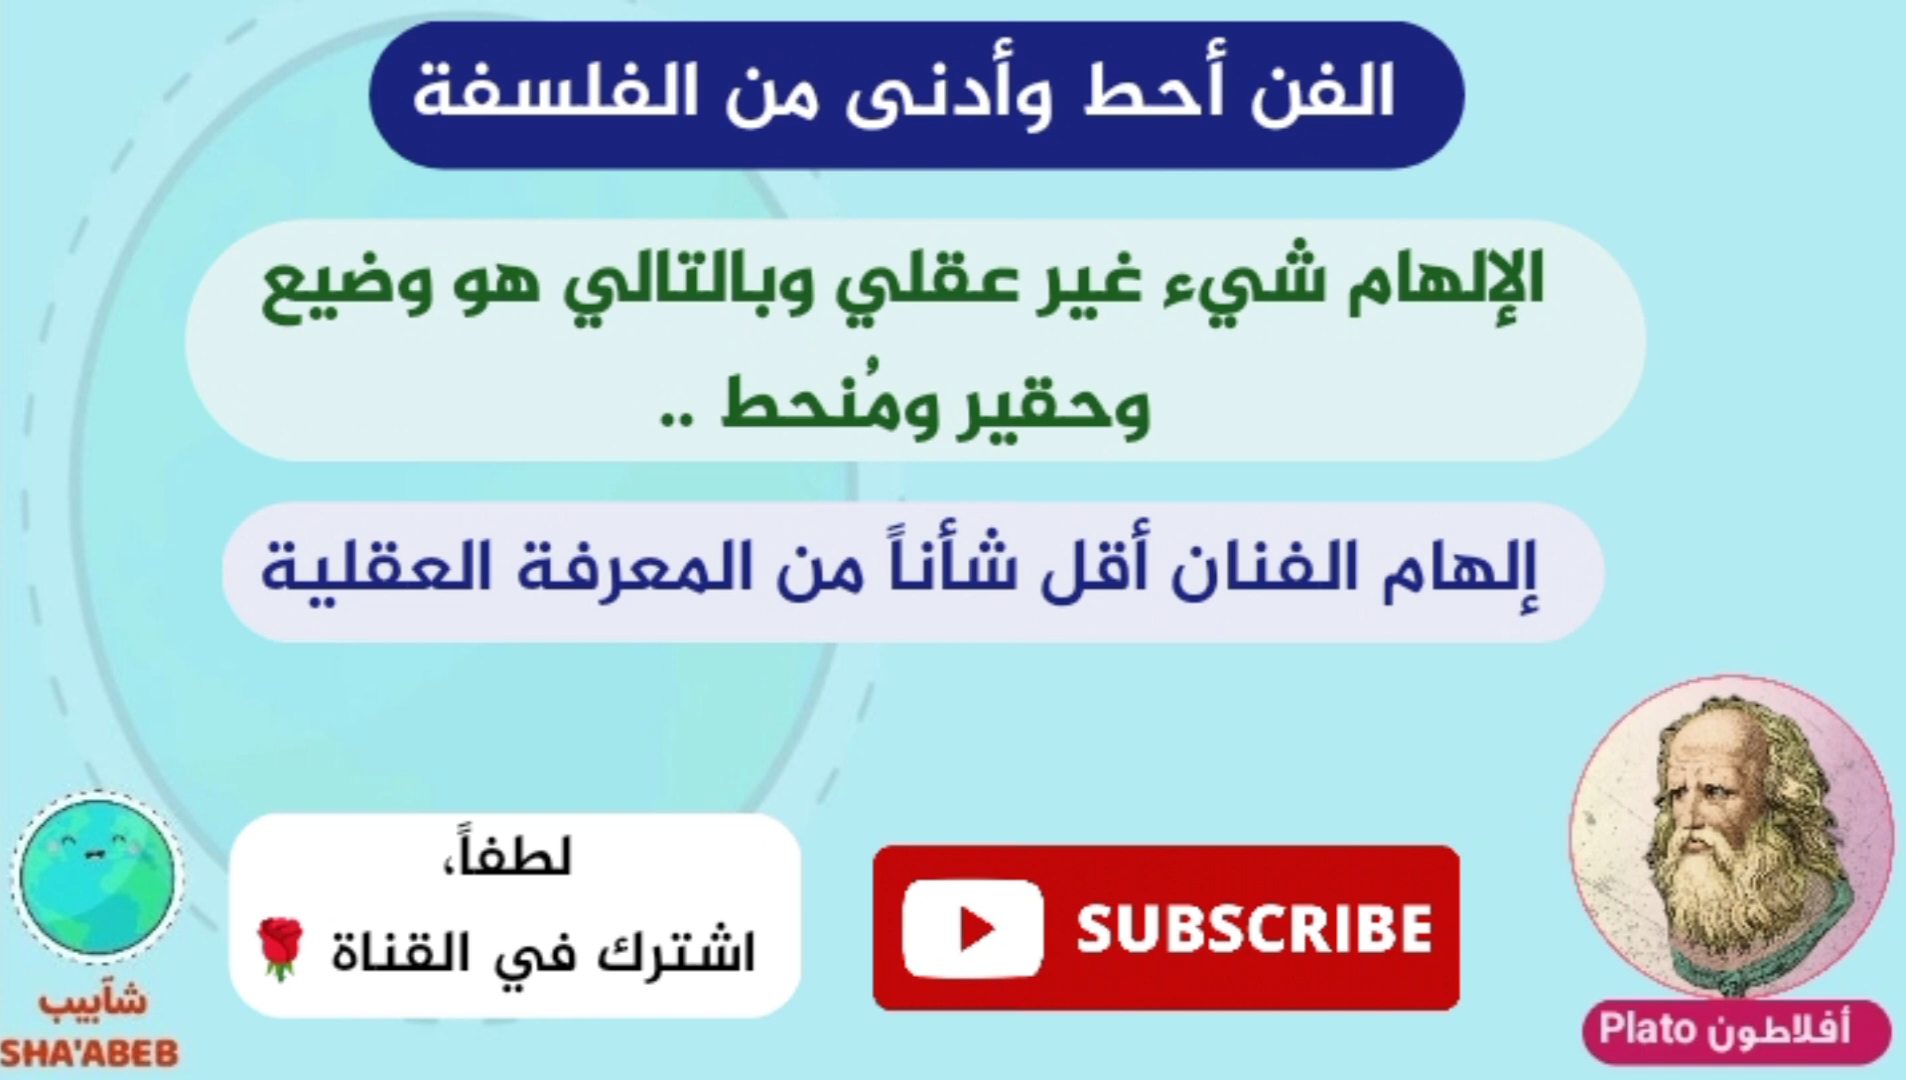 الفن أحط وأدنى من الفلسفة
الإلهام شيء غير عقلي وبالتالي هو وضيع
وحقير ومُنحط ..
إلهام الفنان أقل شأناً من المعرفة العقلية
لطفاً،
اشترك في القناة 🌹
SUBSCRIBE
شآبيب
SHA'ABEB
أفلاطون Plato